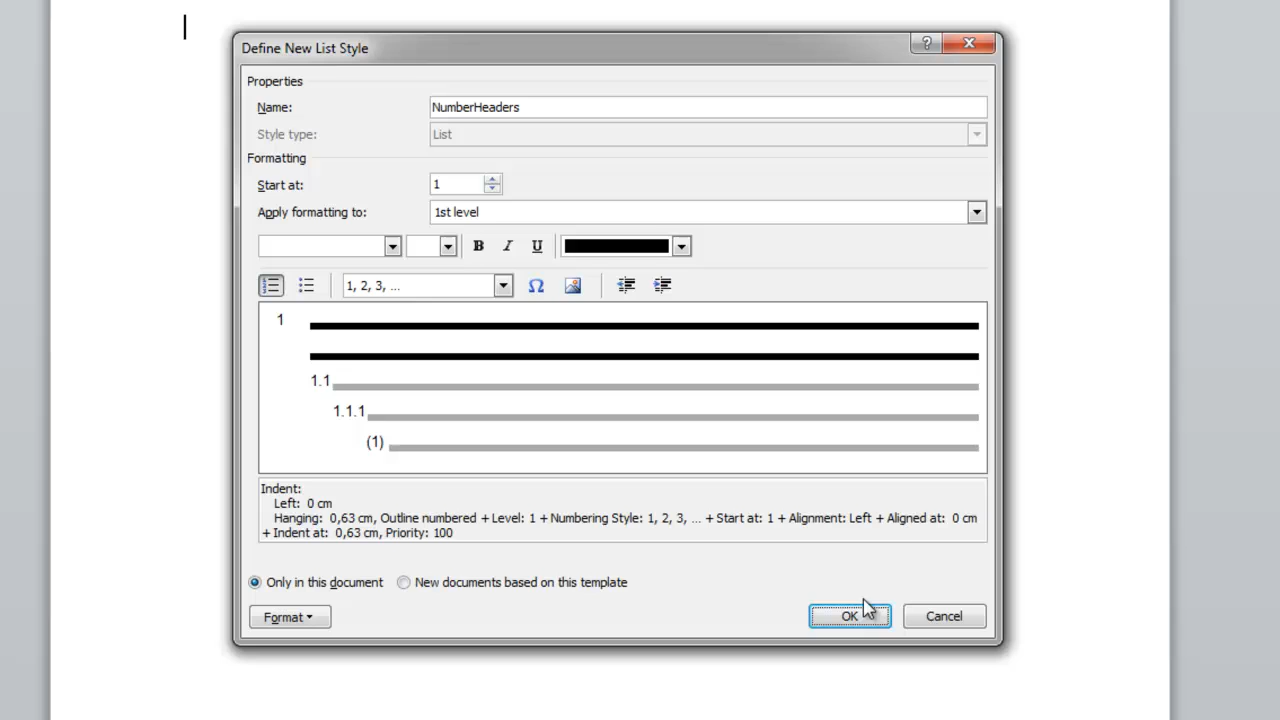 Define New List Style
?
Properties
Name: NumberHeaders
Style type: List
Formatting
Start at: 1
Apply formatting to: 1st level
B I U
1, 2, 3, ... Ω
1
1.1
1.1.1
(1)
Indent:
Left: 0 cm
Hanging: 0,63 cm, Outline numbered + Level: 1 + Numbering Style: 1, 2, 3, ... + Start at: 1 + Alignment: Left + Aligned at: 0 cm
+ Indent at: 0,63 cm, Priority: 100
Only in this document New documents based on this template
Format OK Cancel